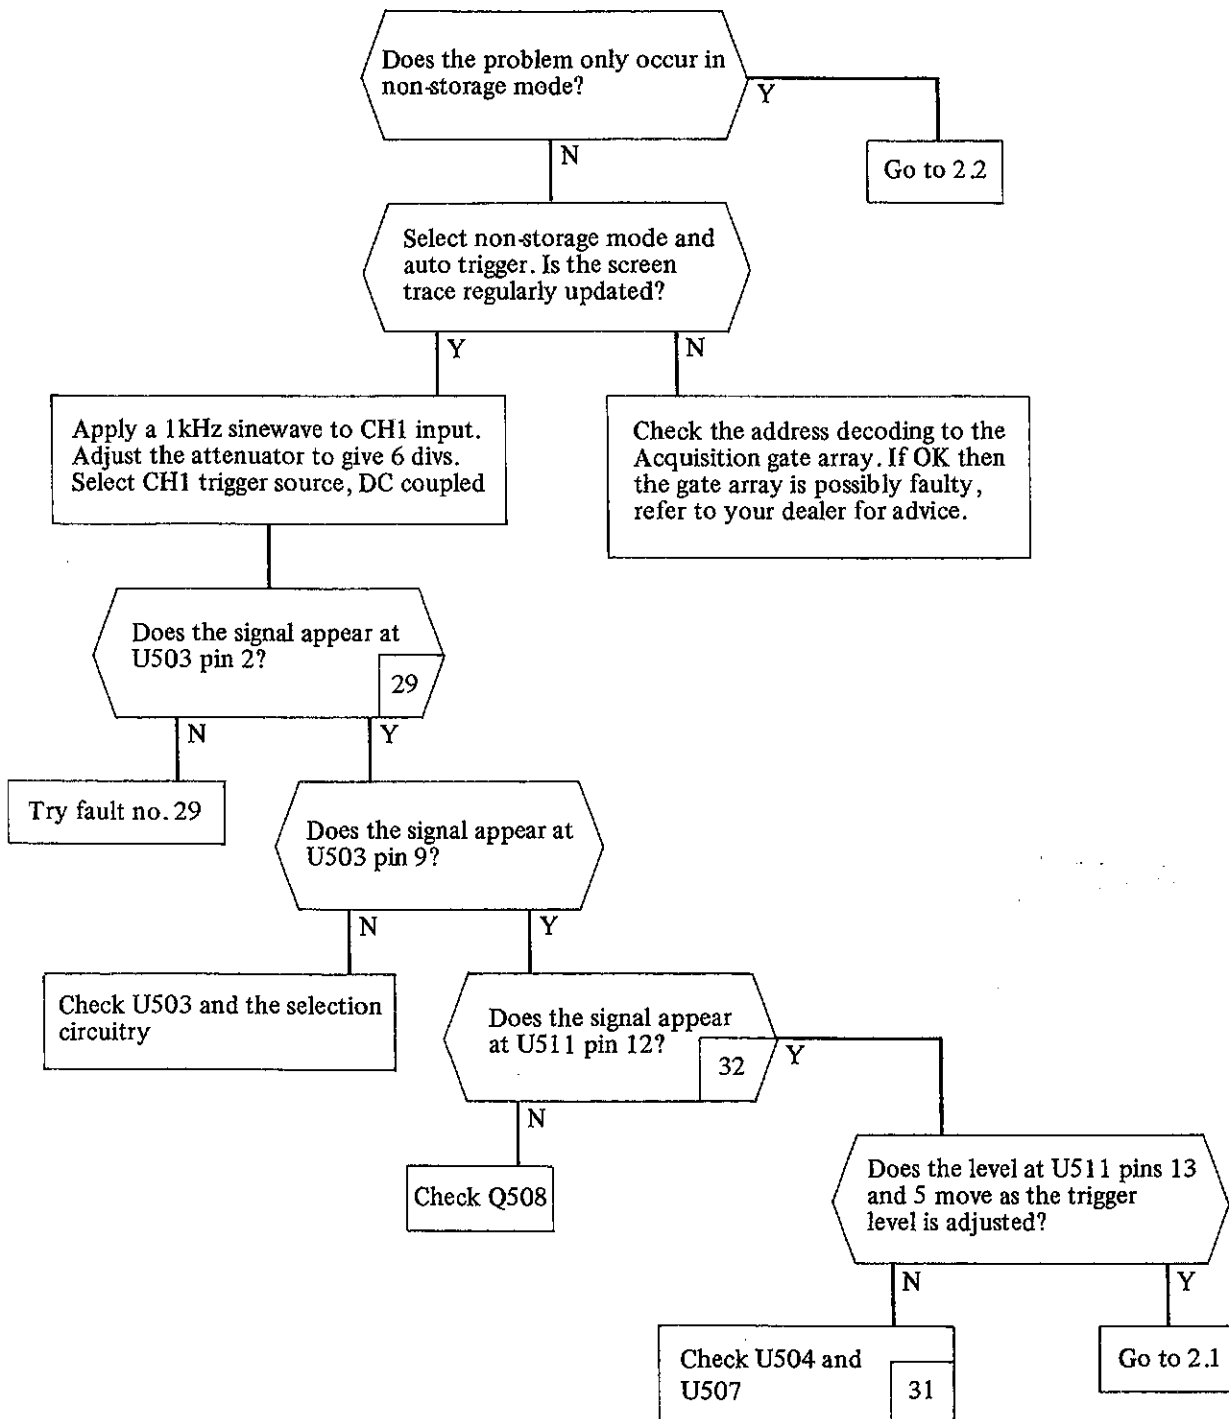 Does the problem only occur in
non-storage mode?
Y
N
Go to 2.2
Select non-storage mode and
auto trigger. Is the screen
trace regularly updated?
Y
N
Apply a 1kHz sinewave to CH1 input.
Adjust the attenuator to give 6 divs.
Select CH1 trigger source, DC coupled
Check the address decoding to the
Acquisition gate array. If OK then
the gate array is possibly faulty,
refer to your dealer for advice.
Does the signal appear at
U503 pin 2?
29
N
Y
Try fault no. 29
Does the signal appear at
U503 pin 9?
N
Y
Check U503 and the selection
circuitry
Does the signal appear
at U511 pin 12?
32
Y
N
Check Q508
Does the level at U511 pins 13
and 5 move as the trigger
level is adjusted?
N
Y
Check U504 and
U507
31
Go to 2.1